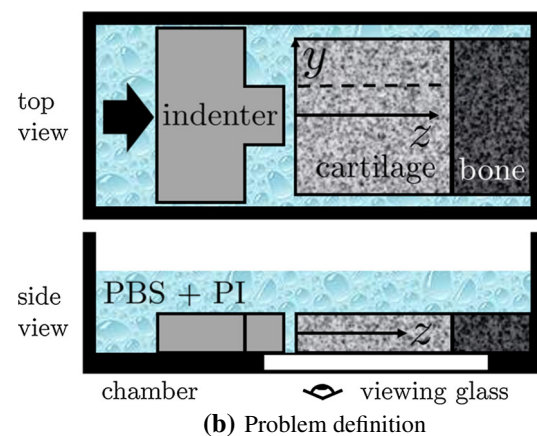 top
view
indenter
y
z
cartilage
bone
side
view
PBS + PI
z
chamber
viewing glass
(b) Problem definition